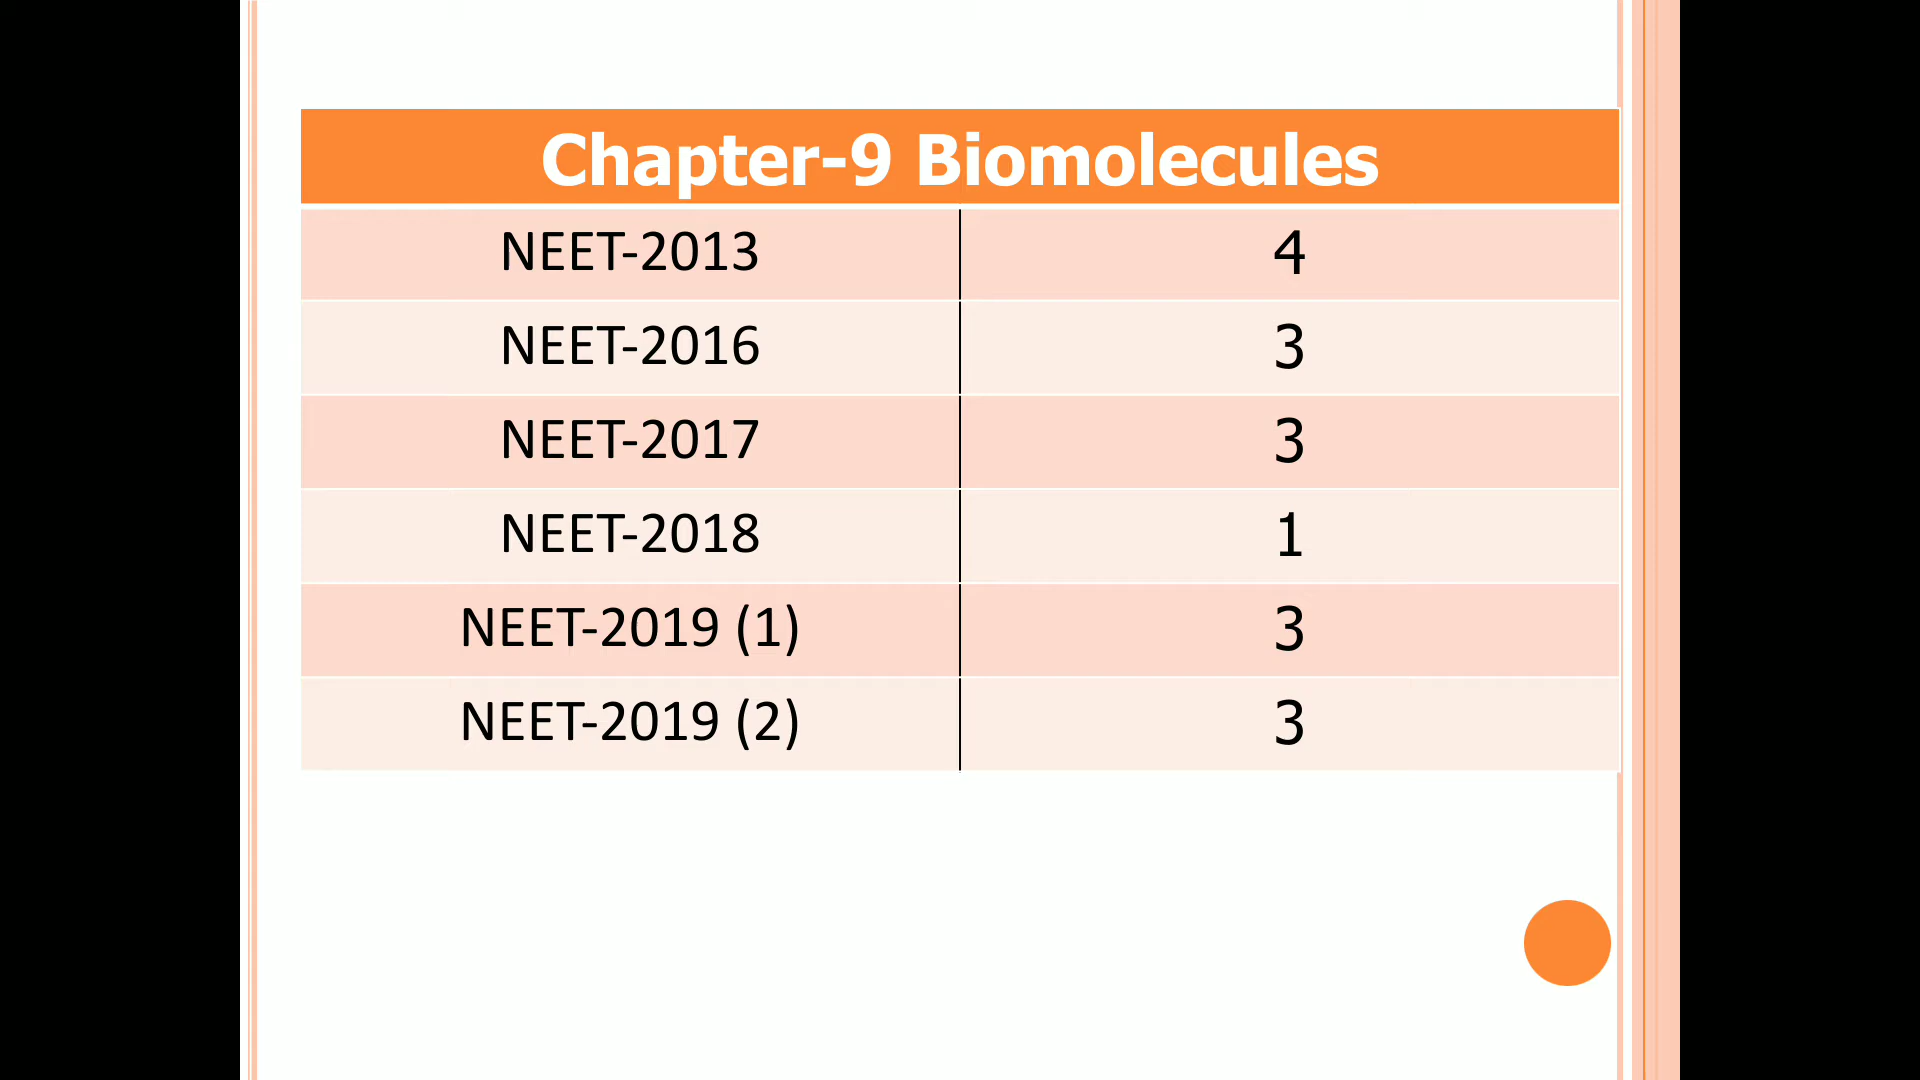 Chapter-9 Biomolecules
NEET-2013 4
NEET-2016 3
NEET-2017 3
NEET-2018 1
NEET-2019 (1) 3
NEET-2019 (2) 3